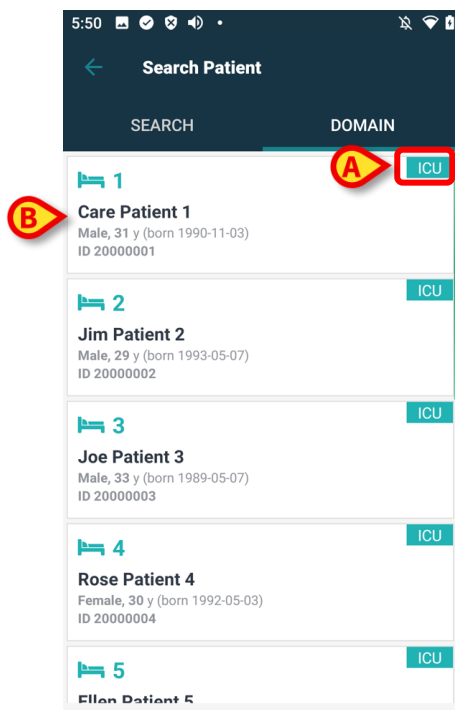 5:50
Search Patient
SEARCH DOMAIN
A
ICU
1
B
Care Patient 1
Male, 31 y (born 1990-11-03)
ID 20000001
ICU
2
Jim Patient 2
Male, 29 y (born 1993-05-07)
ID 20000002
ICU
3
Joe Patient 3
Male, 33 y (born 1989-05-07)
ID 20000003
ICU
4
Rose Patient 4
Female, 30 y (born 1992-05-03)
ID 20000004
ICU
5
Ellen Patient 5